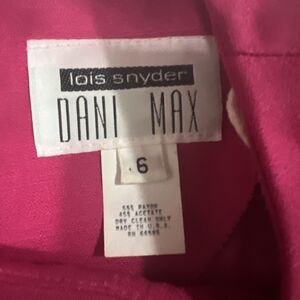 lois snyder
DANI MAX
6
55% RAYON
45% ACETATE
DRY CLEAN ONLY
MADE IN U.S.A.